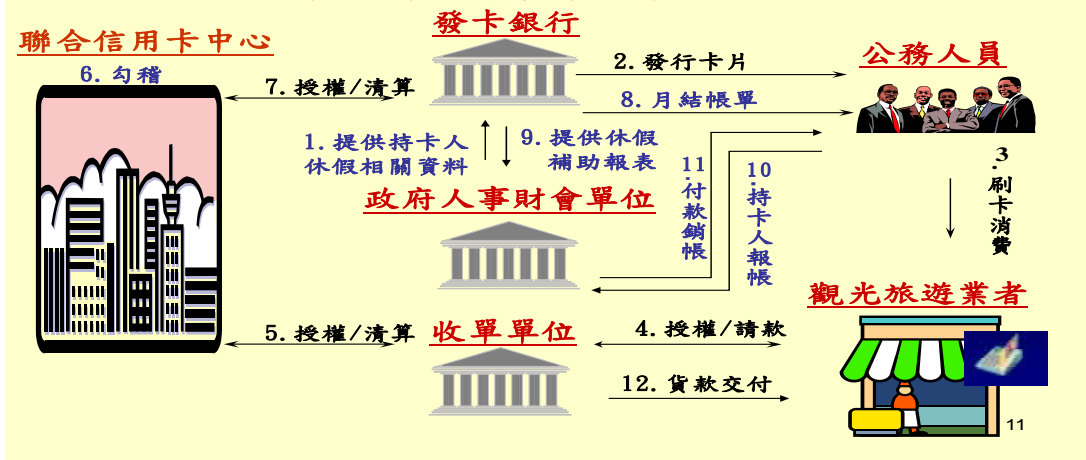 發卡銀行
聯合信用卡中心
公務人員
6. 勾稽
2. 發行卡片
7. 授權/清算
8. 月結帳單
1. 提供持卡人
休假相關資料
9. 提供休假
補助報表
11.付款銷帳
10.持卡人報帳
3.刷卡消費
政府人事財會單位
觀光旅遊業者
5. 授權/清算
收單單位
4. 授權/請款
12. 貨款交付
11